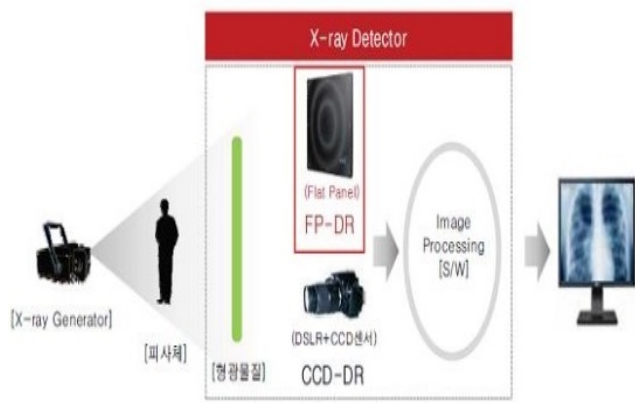 X-ray Detector
(Flat Panel)
FP-DR
Image
Processing
[S/W]
[X-ray Generator]
[피사체]
[형광물질]
(DSLR+CCD센서)
CCD-DR